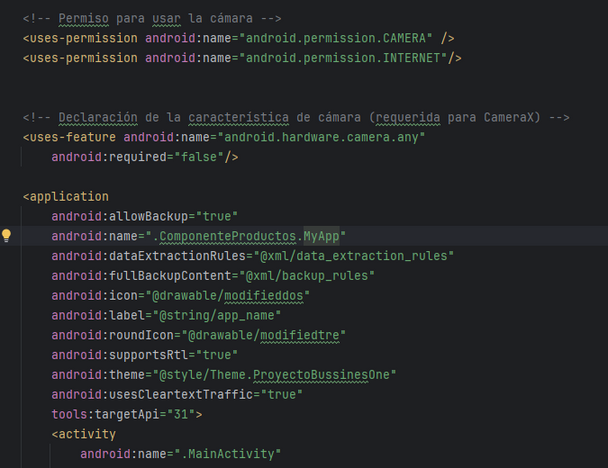 <!-- Permiso para usar la cámara -->
<uses-permission android:name="android.permission.CAMERA" />
<uses-permission android:name="android.permission.INTERNET"/>
<!-- Declaración de la característica de cámara (requerida para CameraX) -->
<uses-feature android:name="android.hardware.camera.any"
android:required="false"/>
<application
android:allowBackup="true"
android:name=".ComponenteProductos.MyApp"
android:dataExtractionRules="@xml/data_extraction_rules"
android:fullBackupContent="@xml/backup_rules"
android:icon="@drawable/modifieddos"
android:label="@string/app_name"
android:roundIcon="@drawable/modifiedtre"
android:supportsRtl="true"
android:theme="@style/Theme.ProyectoBussinesOne"
android:usesCleartextTraffic="true"
tools:targetApi="31">
<activity
android:name=".MainActivity"